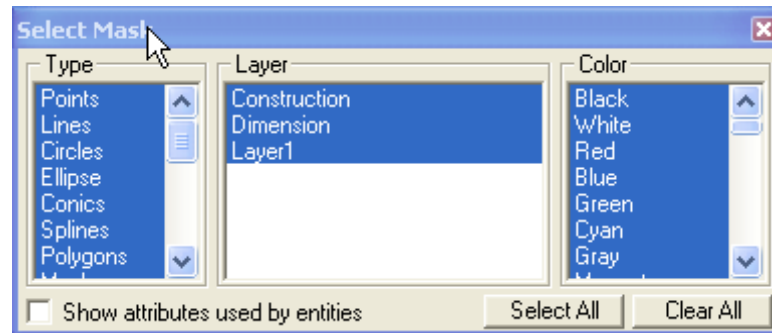 Select Mask
Type
Points
Lines
Circles
Ellipse
Conics
Splines
Polygons
Layer
Construction
Dimension
Layer1
Color
Black
White
Red
Blue
Green
Cyan
Gray
Show attributes used by entities
Select All
Clear All